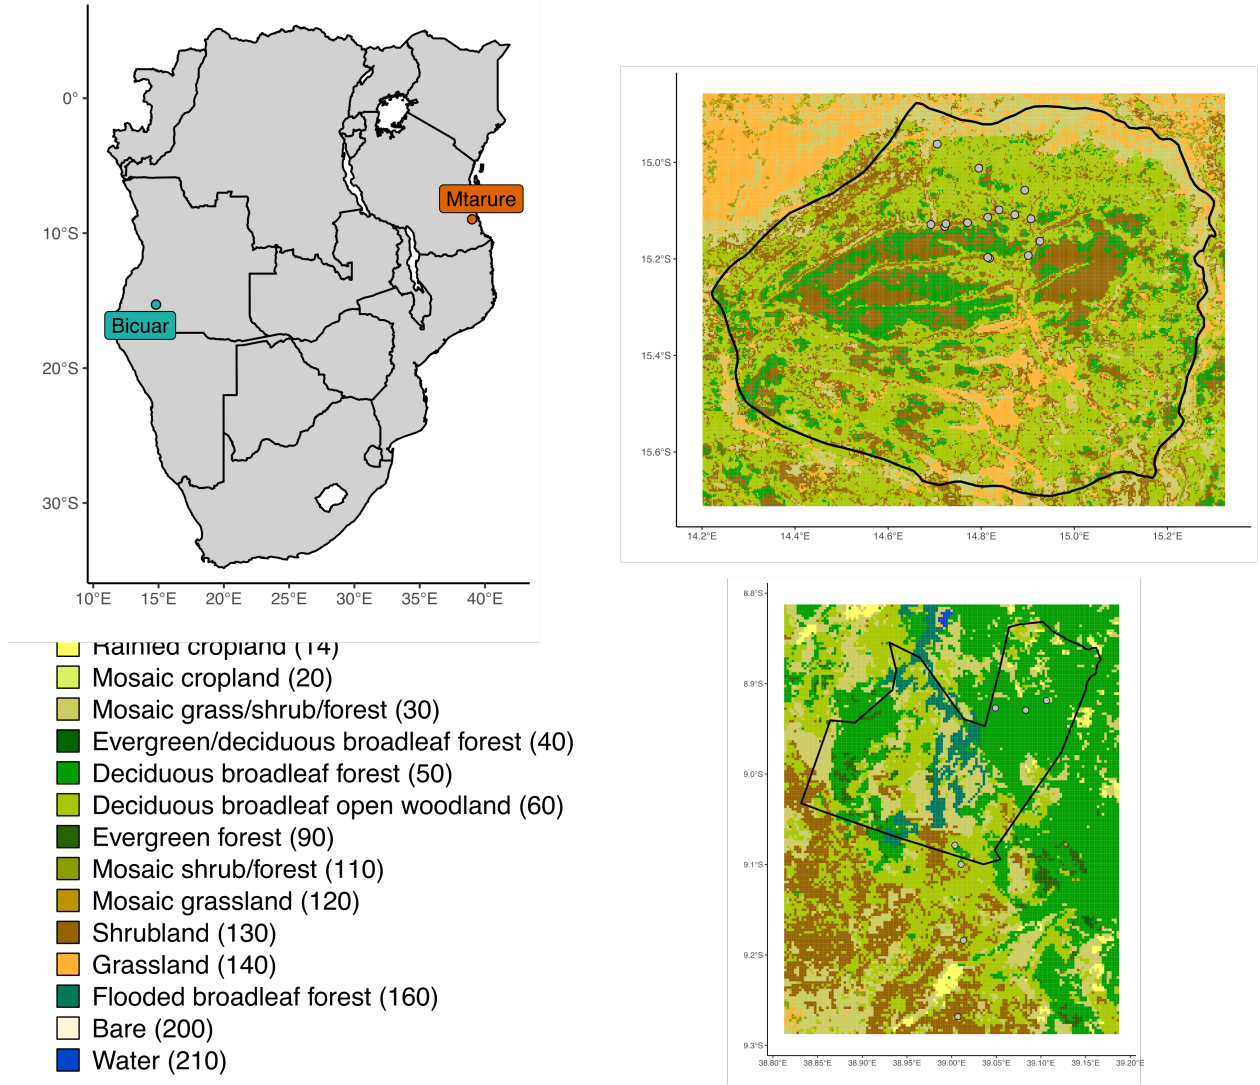 0°
10°S
20°S
30°S
10°E 15°E 20°E 25°E 30°E 35°E 40°E
Mtarure
Bicuar
15.0°S
15.2°S
15.4°S
15.6°S
14.2°E 14.4°E 14.6°E 14.8°E 15.0°E 15.2°E
Rainfed cropland (14)
Mosaic cropland (20)
Mosaic grass/shrub/forest (30)
Evergreen/deciduous broadleaf forest (40)
Deciduous broadleaf forest (50)
Deciduous broadleaf open woodland (60)
Evergreen forest (90)
Mosaic shrub/forest (110)
Mosaic grassland (120)
Shrubland (130)
Grassland (140)
Flooded broadleaf forest (160)
Bare (200)
Water (210)
8.8°S
8.9°S
9.0°S
9.1°S
9.2°S
9.3°S
38.80°E 38.85°E 38.90°E 38.95°E 39.00°E 39.05°E 39.10°E 39.15°E 39.20°E